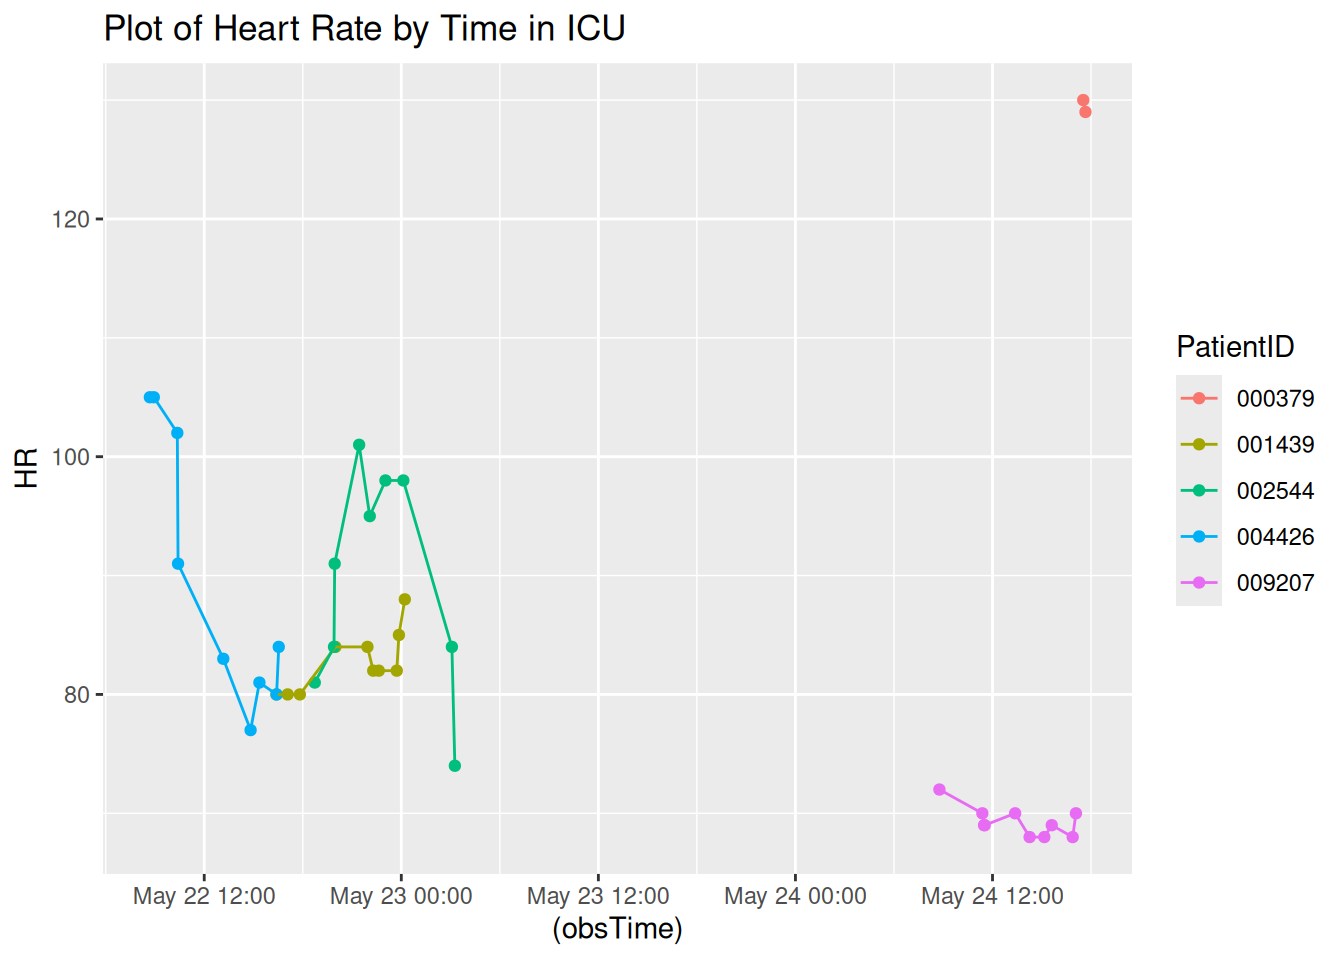 Plot of Heart Rate by Time in ICU
HR
120
100
80
May 22 12:00
May 23 00:00
May 23 12:00
May 24 00:00
May 24 12:00
(obsTime)
PatientID
000379
001439
002544
004426
009207